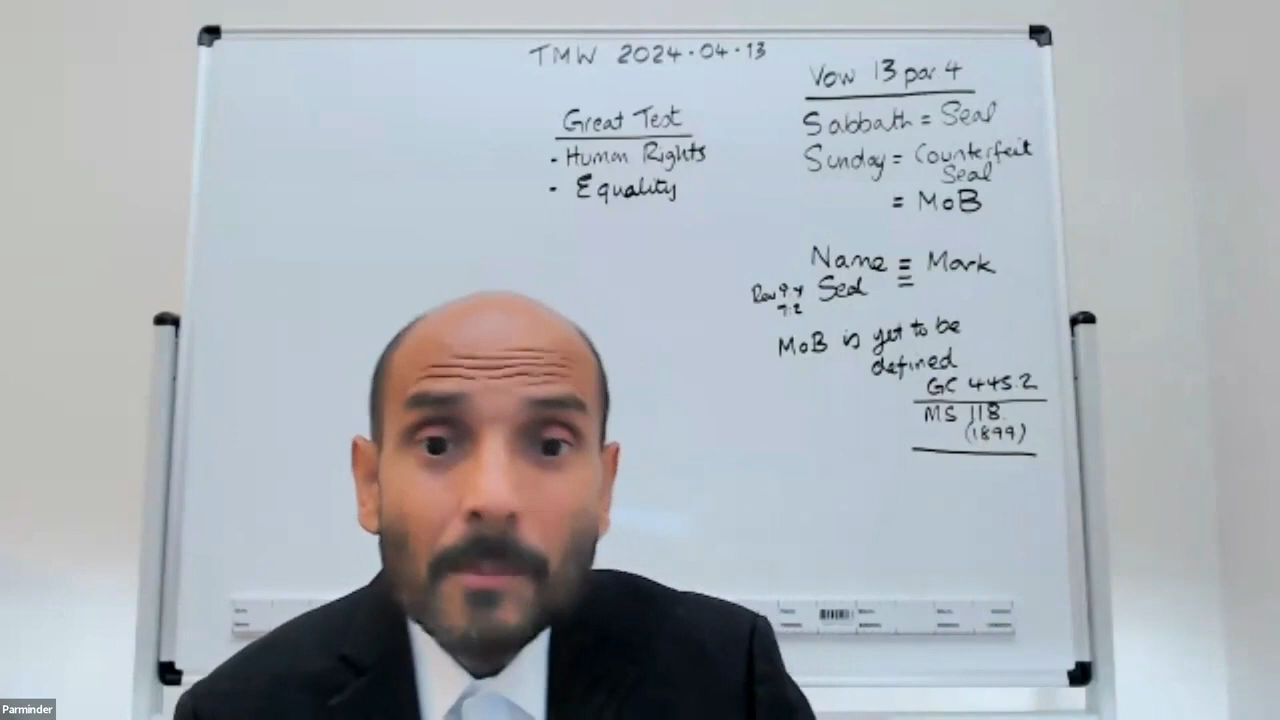 TMW 2024.04.13
Great Test
• Human Rights
• Equality
Vow 13 par 4
Sabbath = Seal
Sunday = Counterfeit
Seal
= MoB
Name = Mark
Rev 9 4
7:2
Seal =
MoB is yet to be
defined
GC 445.2
MS 118
(1899)
Parminder